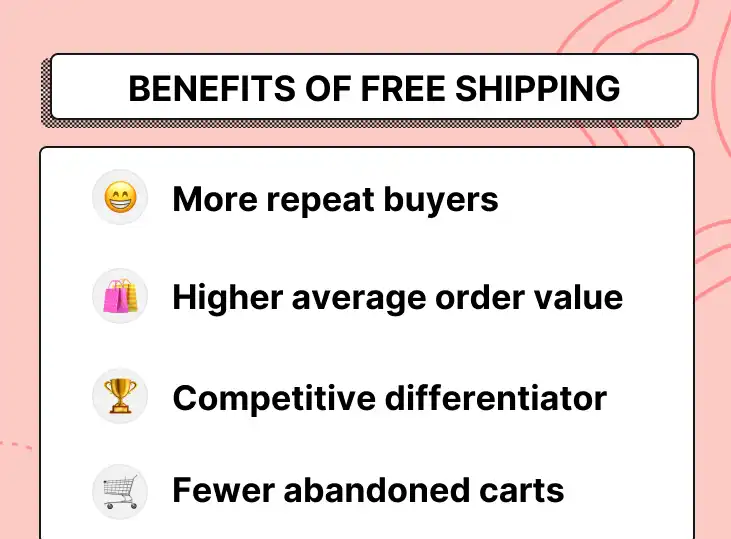 BENEFITS OF FREE SHIPPING
More repeat buyers
Higher average order value
Competitive differentiator
Fewer abandoned carts